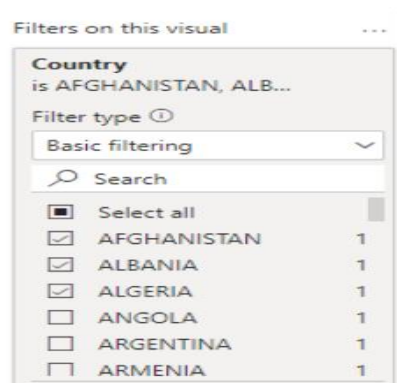 Filters on this visual ...
Country
is AFGHANISTAN, ALB...
Filter type ⓘ
Basic filtering
Search
Select all
AFGHANISTAN 1
ALBANIA 1
ALGERIA 1
ANGOLA 1
ARGENTINA 1
ARMENIA 1